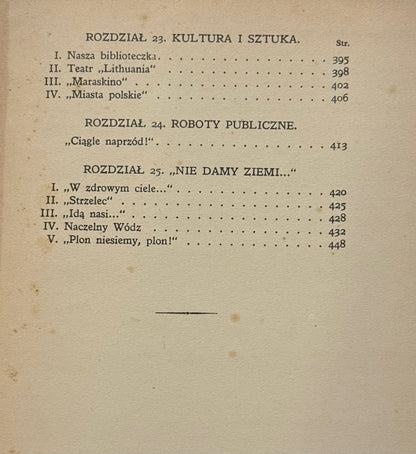 ROZDZIAŁ 23. KULTURA I SZTUKA.
Str.
I. Nasza biblioteczka. . . . . . . . . . . . . . . 395
II. Teatr „Lithuania“ . . . . . . . . . . . . . . . 398
III. „Maraskino“ . . . . . . . . . . . . . . . 402
IV. „Miasta polskie“ . . . . . . . . . . . . . . . 406
ROZDZIAŁ 24. ROBOTY PUBLICZNE.
„Ciągle naprzód!“. . . . . . . . . . . . . . . 413
ROZDZIAŁ 25. „NIE DAMY ZIEMI...“
I. „W zdrowym ciele...“ . . . . . . . . . . . . . 420
II. „Strzelec“ . . . . . . . . . . . . . . . 425
III. „Idą nasi...“ . . . . . . . . . . . . . . . 428
IV. Naczelny Wódz . . . . . . . . . . . . . . . 432
V. „Plon niesiemy, plon!“ . . . . . . . . . . . . 448